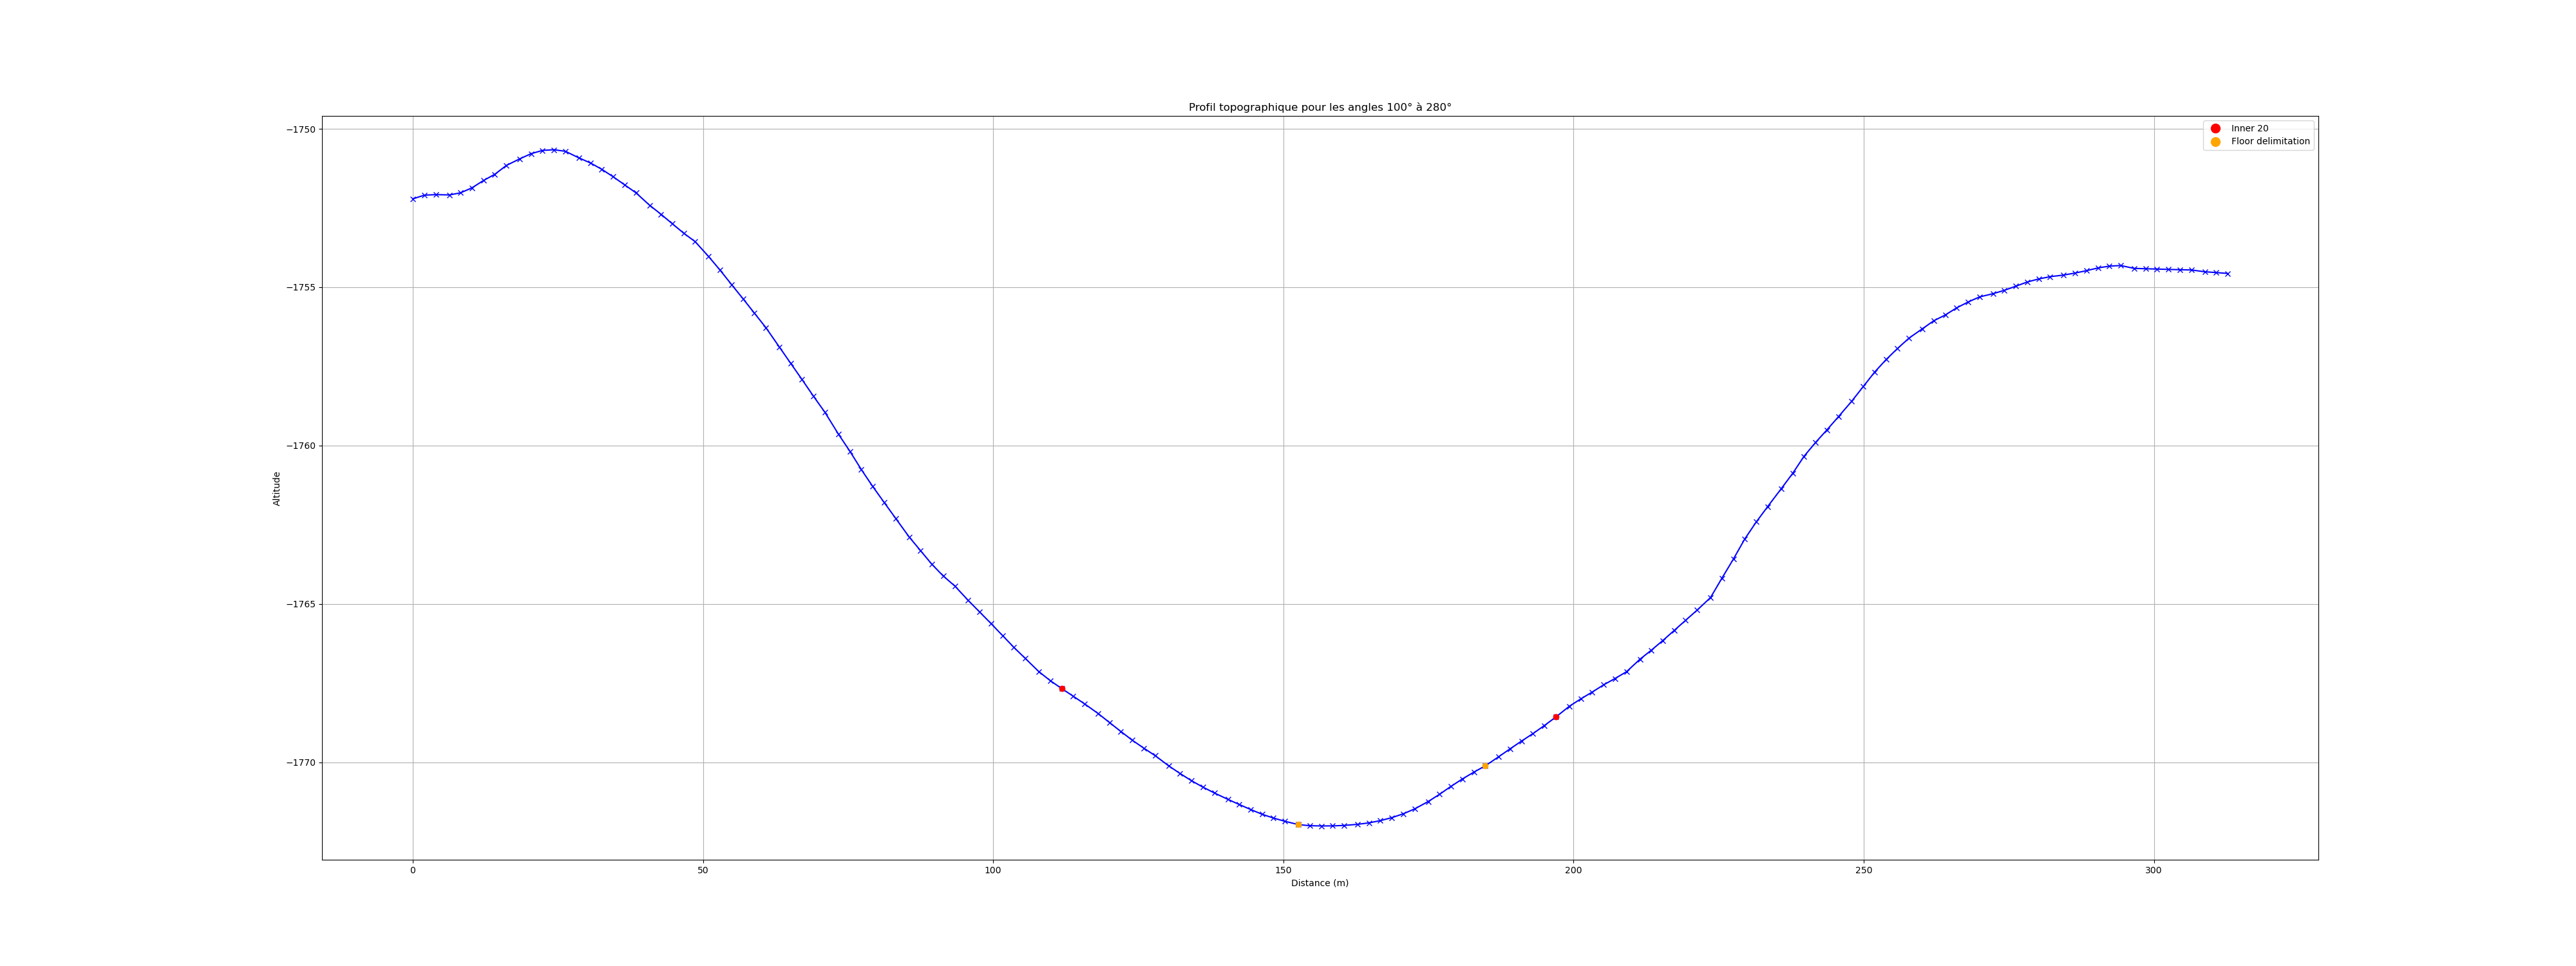 Profil topographique pour les angles 100° à 280°
Inner 20
Floor delimitation
−1750
−1755
−1760
−1765
−1770
Altitude
0 50 100 150 200 250 300
Distance (m)